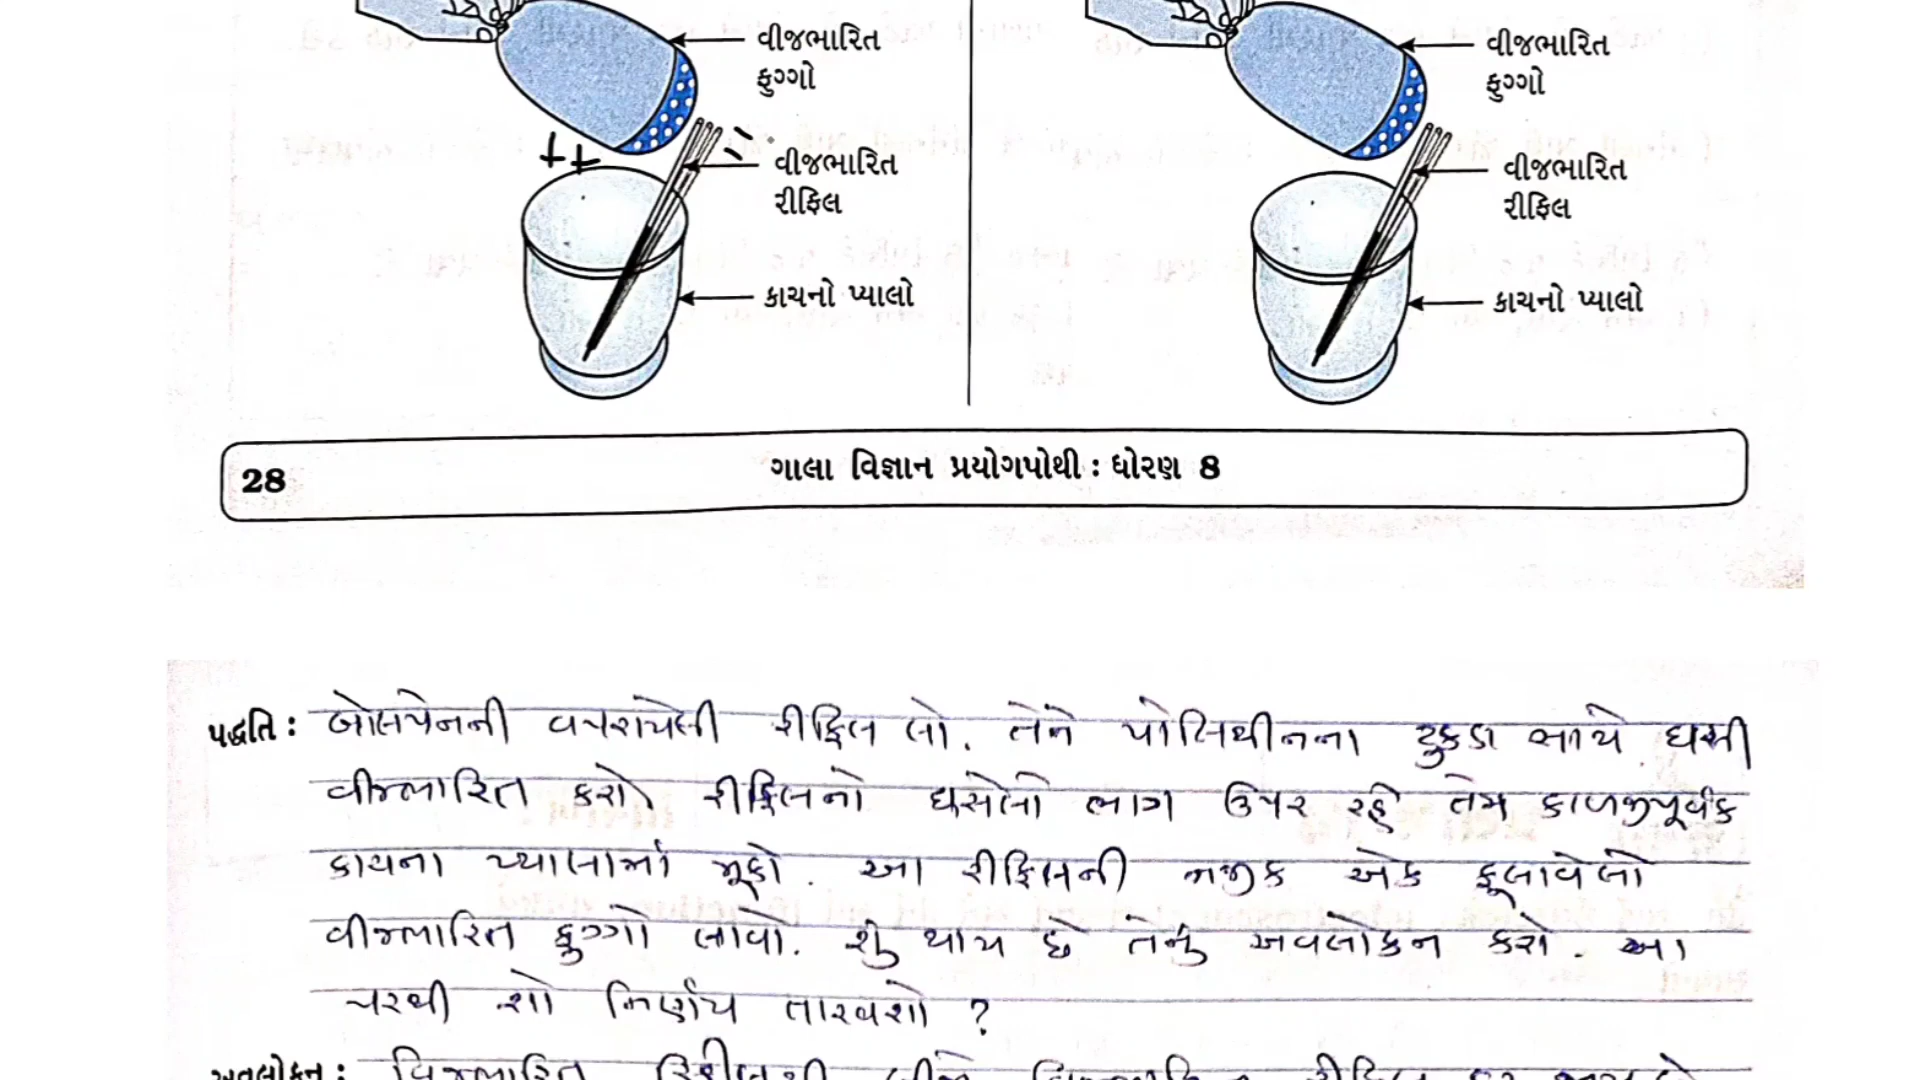 વીજભારિત
ફુગ્ગો
વીજભારિત
રીફિલ
કાચનો પ્યાલો
વીજભારિત
ફુગ્ગો
વીજભારિત
રીફિલ
કાચનો પ્યાલો
28 ગાલા વિજ્ઞાન પ્રયોગપોથી : ધોરણ 8
પદ્ધતિ : બોલપેનની વપરાયેલી રીફિલ લો. તેને પોલિથીનના ટુકડા સાથે ઘસી
વીજભારિત કરો રીફિલનો ઘસેલો ભાગ ઉપર રહે તેમ કાળજીપૂર્વક
કાચના પ્યાલામાં મૂકો. આ રીફિલની નજીક એક ફૂલાવેલો
વીજભારિત ફુગ્ગો લાવો. શું થાય છે તેનું અવલોકન કરો. આ
પરથી શો નિર્ણય તારવશો ?
અવલોકન :